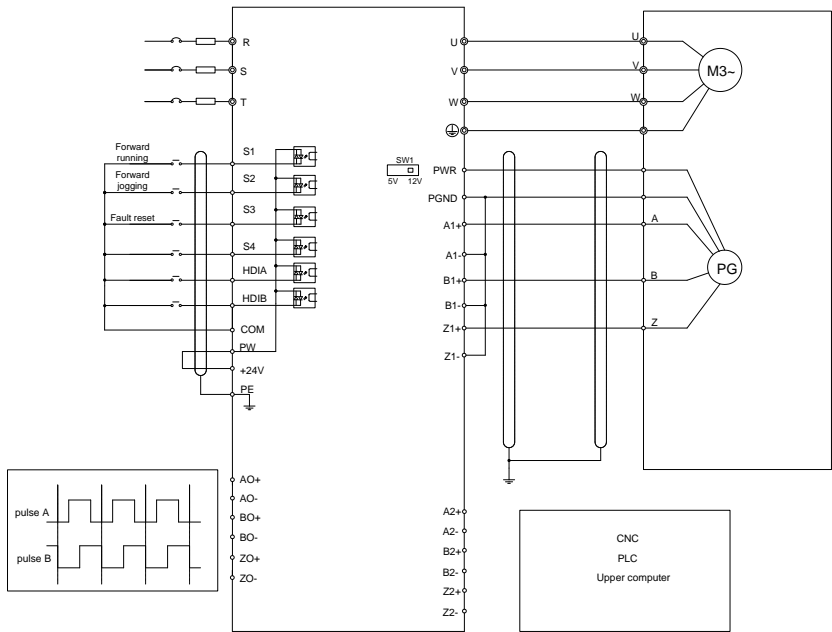 R
S
T
U
V
W
U
V
W
M3~
Forward
running
Forward
jogging
Fault reset
S1
S2
S3
S4
HDIA
HDIB
COM
PW
+24V
PE
SW1
5V 12V
PWR
PGND
A1+
A1-
B1+
B1-
Z1+
Z1-
A
B
Z
PG
pulse A
pulse B
AO+
AO-
BO+
BO-
ZO+
ZO-
A2+
A2-
B2+
B2-
Z2+
Z2-
CNC
PLC
Upper computer